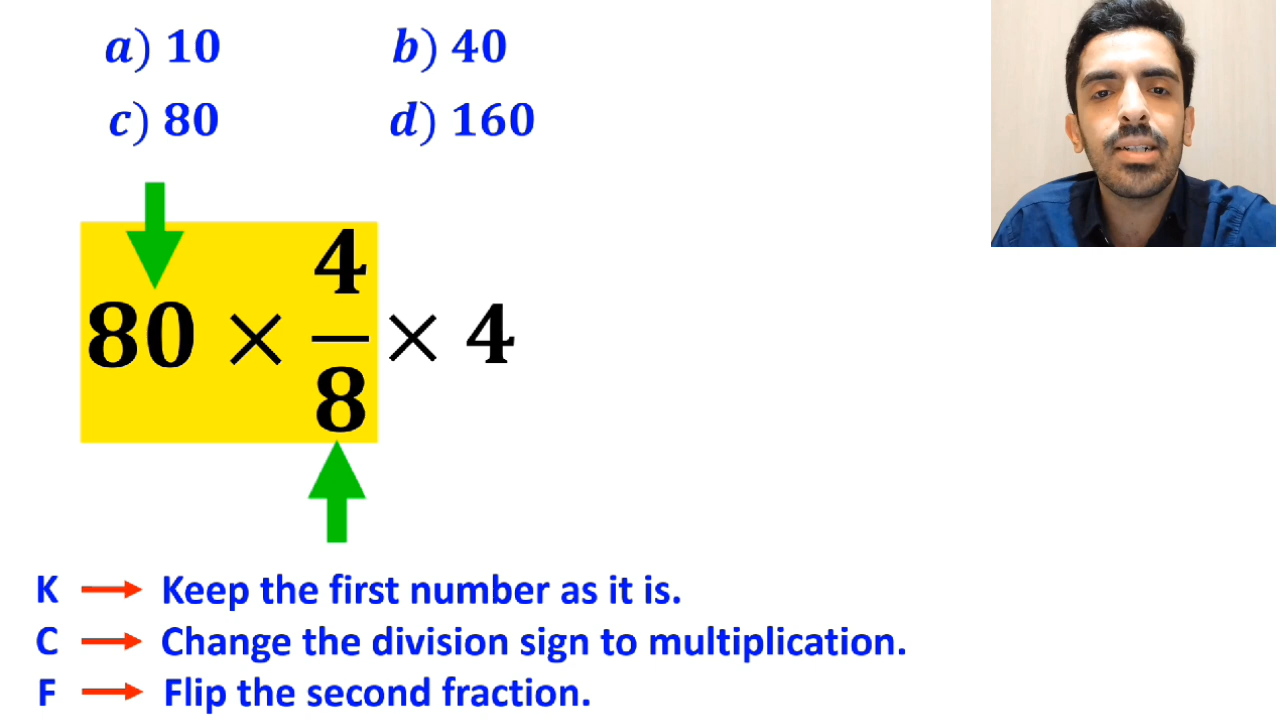 a) 10 b) 40
c) 80 d) 160
80 × 4/8 × 4
K → Keep the first number as it is.
C → Change the division sign to multiplication.
F → Flip the second fraction.